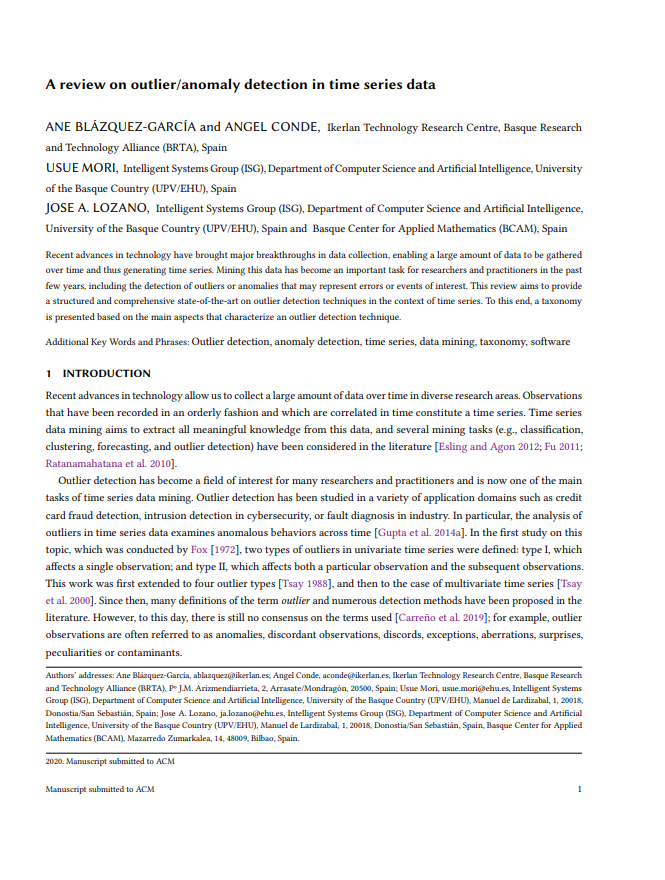 A review on outlier/anomaly detection in time series data
ANE BLÁZQUEZ-GARCÍA and ANGEL CONDE, Ikerlan Technology Research Centre, Basque Research
and Technology Alliance (BRTA), Spain
USUE MORI, Intelligent Systems Group (ISG), Department of Computer Science and Artificial Intelligence, University
of the Basque Country (UPV/EHU), Spain
JOSE A. LOZANO, Intelligent Systems Group (ISG), Department of Computer Science and Artificial Intelligence,
University of the Basque Country (UPV/EHU), Spain and Basque Center for Applied Mathematics (BCAM), Spain
Recent advances in technology have brought major breakthroughs in data collection, enabling a large amount of data to be gathered
over time and thus generating time series. Mining this data has become an important task for researchers and practitioners in the past
few years, including the detection of outliers or anomalies that may represent errors or events of interest. This review aims to provide
a structured and comprehensive state-of-the-art on outlier detection techniques in the context of time series. To this end, a taxonomy
is presented based on the main aspects that characterize an outlier detection technique.
Additional Key Words and Phrases: Outlier detection, anomaly detection, time series, data mining, taxonomy, software
1 INTRODUCTION
Recent advances in technology allow us to collect a large amount of data over time in diverse research areas. Observations
that have been recorded in an orderly fashion and which are correlated in time constitute a time series. Time series
data mining aims to extract all meaningful knowledge from this data, and several mining tasks (e.g., classification,
clustering, forecasting, and outlier detection) have been considered in the literature [Esling and Agon 2012; Fu 2011;
Ratanamahatana et al. 2010].
Outlier detection has become a field of interest for many researchers and practitioners and is now one of the main
tasks of time series data mining. Outlier detection has been studied in a variety of application domains such as credit
card fraud detection, intrusion detection in cybersecurity, or fault diagnosis in industry. In particular, the analysis of
outliers in time series data examines anomalous behaviors across time [Gupta et al. 2014a]. In the first study on this
topic, which was conducted by Fox [1972], two types of outliers in univariate time series were defined: type I, which
affects a single observation; and type II, which affects both a particular observation and the subsequent observations.
This work was first extended to four outlier types [Tsay 1988], and then to the case of multivariate time series [Tsay
et al. 2000]. Since then, many definitions of the term outlier and numerous detection methods have been proposed in the
literature. However, to this day, there is still no consensus on the terms used [Carreño et al. 2019]; for example, outlier
observations are often referred to as anomalies, discordant observations, discords, exceptions, aberrations, surprises,
peculiarities or contaminants.
Authors' addresses: Ane Blázquez-García, ablazquez@ikerlan.es; Angel Conde, aconde@ikerlan.es, Ikerlan Technology Research Centre, Basque Research
and Technology Alliance (BRTA), Pº J.M. Arizmendiarrieta, 2, Arrasate/Mondragón, 20500, Spain; Usue Mori, usue.mori@ehu.es, Intelligent Systems
Group (ISG), Department of Computer Science and Artificial Intelligence, University of the Basque Country (UPV/EHU), Manuel de Lardizabal, 1, 20018,
Donostia/San Sebastián, Spain; Jose A. Lozano, ja.lozano@ehu.es, Intelligent Systems Group (ISG), Department of Computer Science and Artificial
Intelligence, University of the Basque Country (UPV/EHU), Manuel de Lardizabal, 1, 20018, Donostia/San Sebastián, Spain, Basque Center for Applied
Mathematics (BCAM), Mazarredo Zumarkalea, 14, 48009, Bilbao, Spain.
2020. Manuscript submitted to ACM
Manuscript submitted to ACM 1